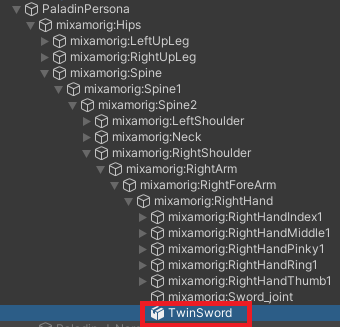 PaladinPersona
mixamorig:Hips
mixamorig:LeftUpLeg
mixamorig:RightUpLeg
mixamorig:Spine
mixamorig:Spine1
mixamorig:Spine2
mixamorig:LeftShoulder
mixamorig:Neck
mixamorig:RightShoulder
mixamorig:RightArm
mixamorig:RightForeArm
mixamorig:RightHand
mixamorig:RightHandIndex1
mixamorig:RightHandMiddle1
mixamorig:RightHandPinky1
mixamorig:RightHandRing1
mixamorig:RightHandThumb1
mixamorig:Sword_joint
TwinSword